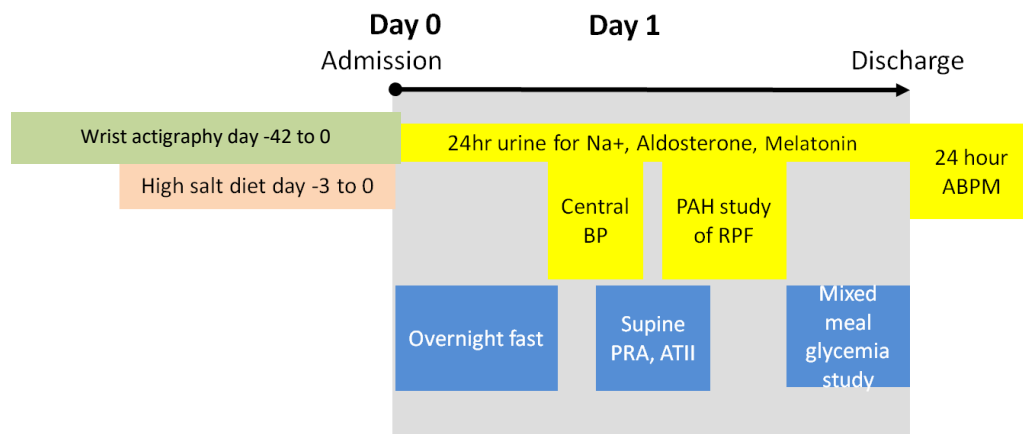 Day 0
Day 1
Admission
Discharge
Wrist actigraphy day -42 to 0
24hr urine for Na+, Aldosterone, Melatonin
24 hour
ABPM
High salt diet day -3 to 0
Central
BP
PAH study
of RPF
Overnight fast
Supine
PRA, ATII
Mixed
meal
glycemia
study